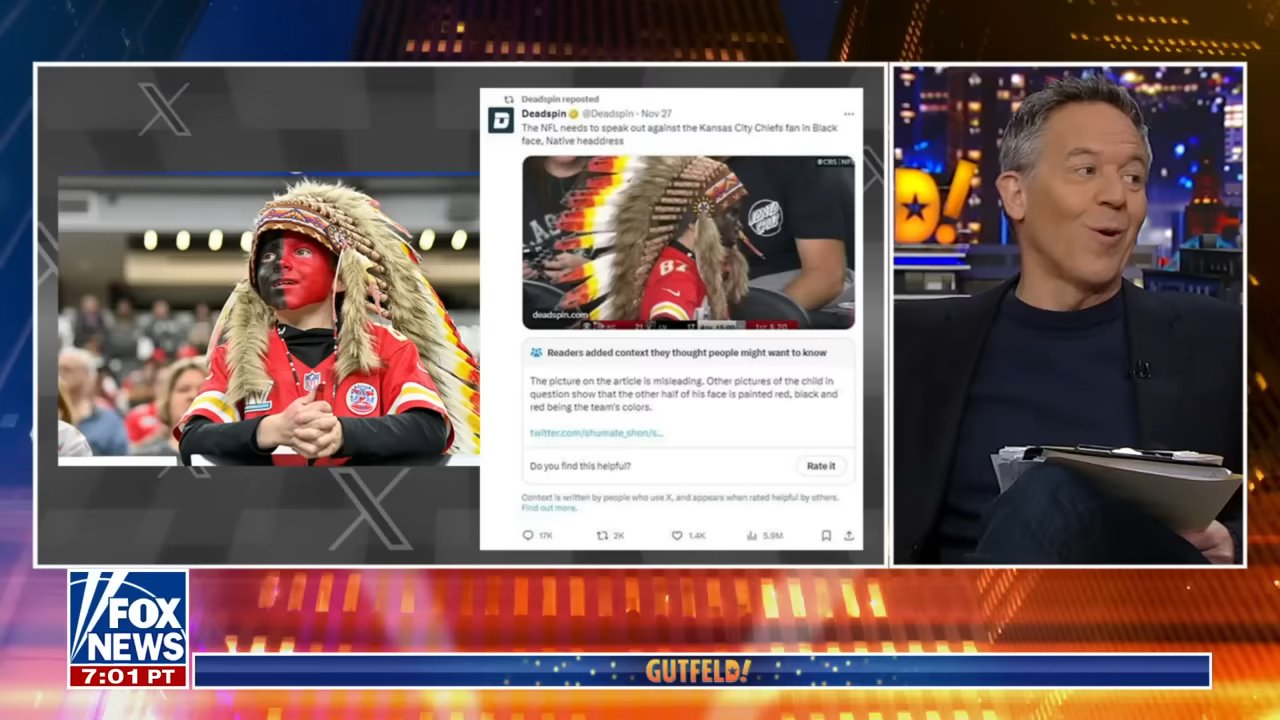 Deadspin reposted
Deadspin @Deadspin - Nov 27
The NFL needs to speak out against the Kansas City Chiefs fan in Black
face, Native headdress
CBS NFL
87
deadspin.com
Readers added context they thought people might want to know
The picture on the article is misleading. Other pictures of the child in
question show that the other half of his face is painted red, black and
red being the team's colors.
twitter.com/shumate_shon/s...
Do you find this helpful?
Rate it
Context is written by people who use X, and appears when rated helpful by others.
Find out more.
17K
2K
1.4K
5.9M
D!
FOX
NEWS
7:01 PT
GUTFELD!